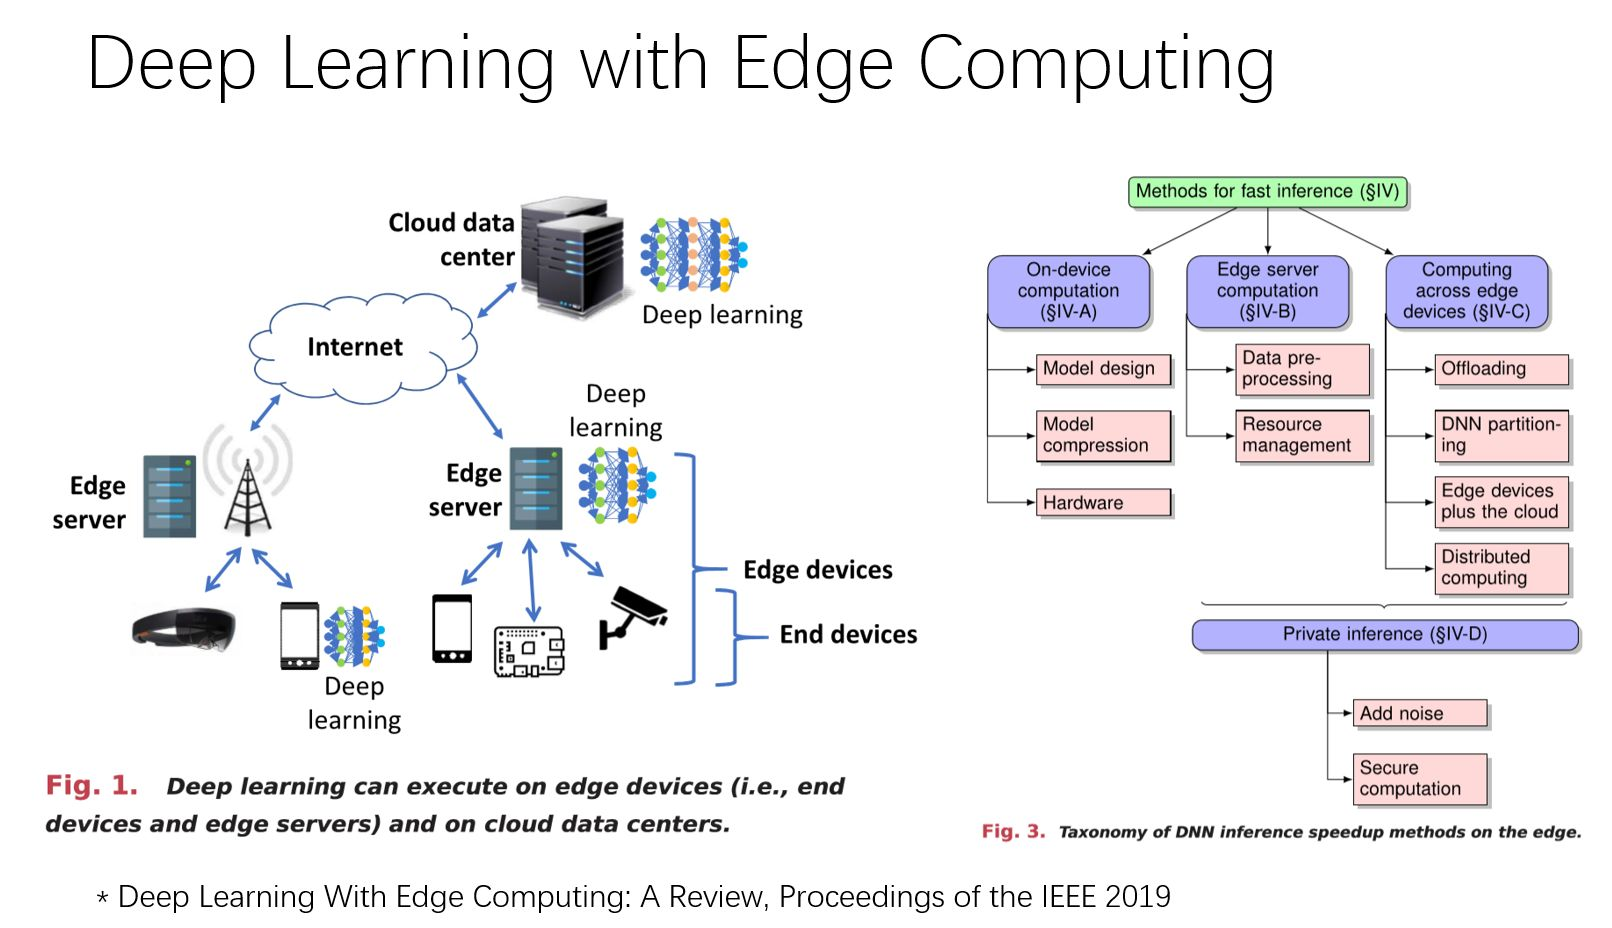 Deep Learning with Edge Computing
Cloud data
center
Deep learning
Internet
Deep
learning
Edge
server
Edge
server
Edge devices
End devices
Deep
learning
Fig. 1. Deep learning can execute on edge devices (i.e., end
devices and edge servers) and on cloud data centers.
Methods for fast inference (§IV)
On-device
computation
(§IV-A)
Model design
Model
compression
Hardware
Edge server
computation
(§IV-B)
Data pre-
processing
Resource
management
Computing
across edge
devices (§IV-C)
Offloading
DNN partition-
ing
Edge devices
plus the cloud
Distributed
computing
Private inference (§IV-D)
Add noise
Secure
computation
Fig. 3. Taxonomy of DNN inference speedup methods on the edge.
* Deep Learning With Edge Computing: A Review, Proceedings of the IEEE 2019